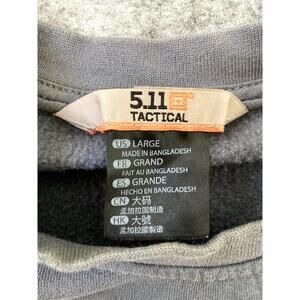 5.11
TACTICAL
US LARGE
MADE IN BANGLADESH
FR GRAND
FAIT AU BANGLADESH
ES GRANDE
HECHO EN BANGLADESH
CN 大码
孟加拉国制造
HK 大號
孟加拉國製造